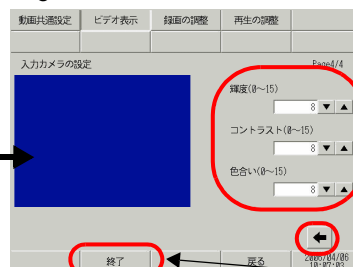 動画共通設定 ビデオ表示 録画の調整 再生の調整
入力カメラの設定 Page4/4
輝度(0～15)
8 ▼ ▲
コントラスト(0～15)
8 ▼ ▲
色合い(0～15)
8 ▼ ▲
終了 戻る
2006/04/06
10:07:03